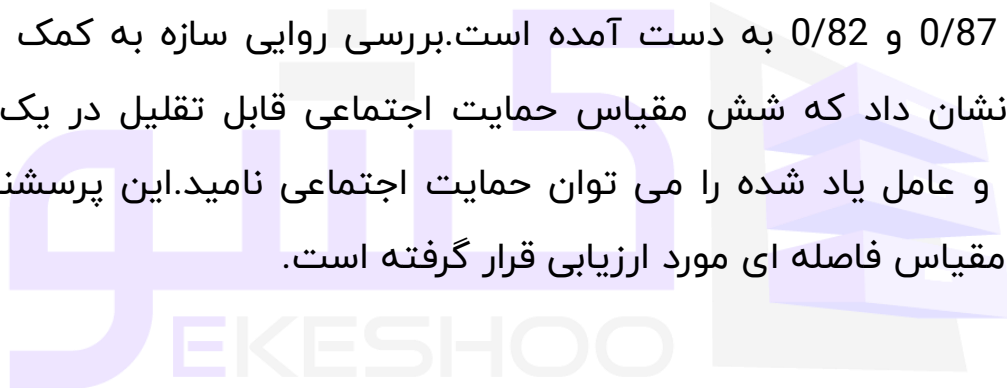 0/87 و 0/82 به دست آمده است.بررسی روایی سازه به کمک
نشان داد که شش مقیاس حمایت اجتماعی قابل تقلیل در یک
و عامل یاد شده را می توان حمایت اجتماعی نامید.این
مقیاس فاصله ای مورد ارزیابی قرار گرفته است.
EKESHOO